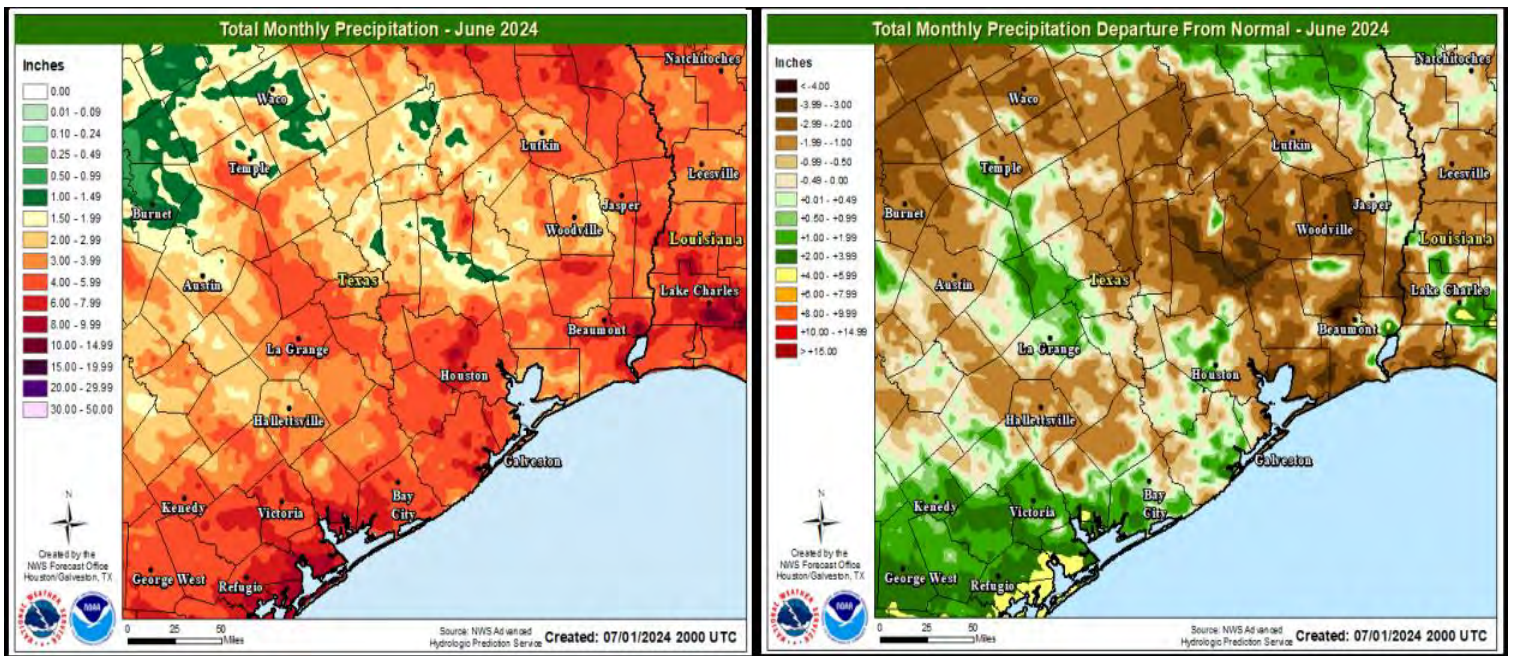 Total Monthly Precipitation - June 2024
Inches
0.00
0.01 - 0.09
0.10 - 0.24
0.25 - 0.49
0.50 - 0.99
1.00 - 1.49
1.50 - 1.99
2.00 - 2.99
3.00 - 3.99
4.00 - 5.99
6.00 - 7.99
8.00 - 9.99
10.00 - 14.99
15.00 - 19.99
20.00 - 29.99
30.00 - 50.00
Natchitoches
Waco
Lufkin
Temple
Leesville
Burnet
Jasper
Woodville
Louisiana
Austin
Texas
Lake Charles
Beaumont
La Grange
Houston
Hallettsville
Galveston
Kenedy
Victoria
Bay
City
George West
Refugio
N
Created by the
NWS Forecast Office
Houston/Galveston, TX
NOAA
0 25 50
Miles
Source: NWS Advanced
Hydrologic Prediction Service
Created: 07/01/2024 2000 UTC
Total Monthly Precipitation Departure From Normal - June 2024
Inches
< -4.00
-3.99 - -3.00
-2.99 - -2.00
-1.99 - -1.00
-0.99 - -0.50
-0.49 - 0.00
+0.01 - +0.49
+0.50 - +0.99
+1.00 - +1.99
+2.00 - +3.99
+4.00 - +5.99
+6.00 - +7.99
+8.00 - +9.99
+10.00 - +14.99
> +15.00
Natchitoches
Waco
Lufkin
Temple
Leesville
Burnet
Jasper
Woodville
Louisiana
Austin
Texas
Lake Charles
Beaumont
La Grange
Houston
Hallettsville
Galveston
Kenedy
Victoria
Bay
City
George West
Refugio
N
Created by the
NWS Forecast Office
Houston/Galveston, TX
NOAA
0 25 50
Miles
Source: NWS Advanced
Hydrologic Prediction Service
Created: 07/01/2024 2000 UTC